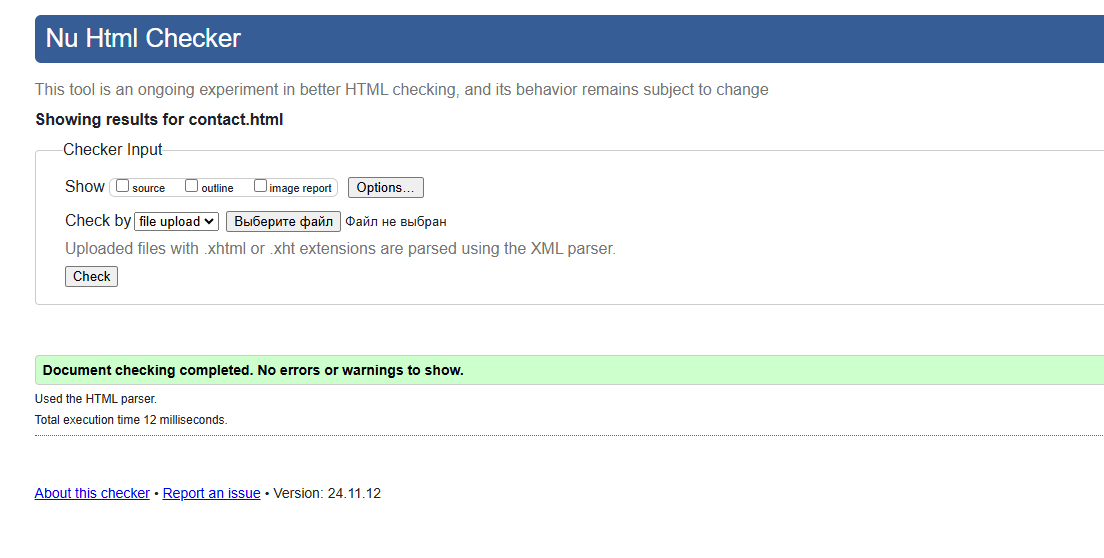 Nu Html Checker
This tool is an ongoing experiment in better HTML checking, and its behavior remains subject to change
Showing results for contact.html
Checker Input
Show source outline image report Options...
Check by file upload Выберите файл Файл не выбран
Uploaded files with .xhtml or .xht extensions are parsed using the XML parser.
Check
Document checking completed. No errors or warnings to show.
Used the HTML parser.
Total execution time 12 milliseconds.
About this checker • Report an issue • Version: 24.11.12